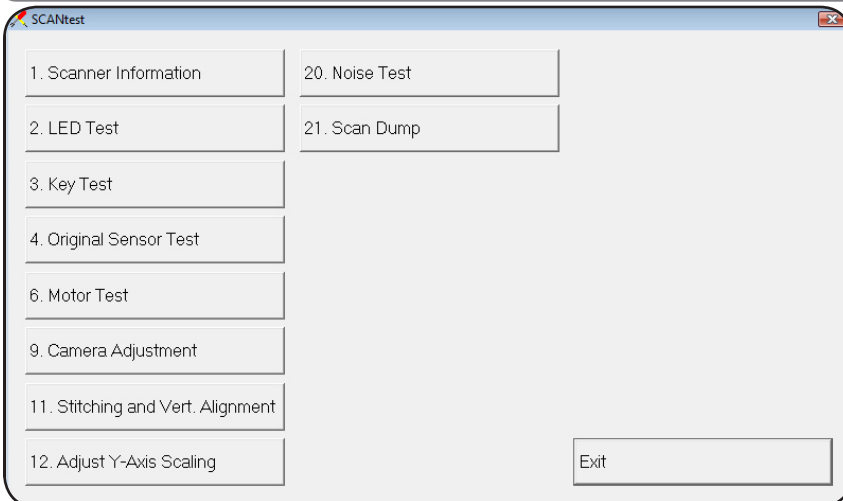 SCANtest
1. Scanner Information
2. LED Test
3. Key Test
4. Original Sensor Test
6. Motor Test
9. Camera Adjustment
11. Stitching and Vert. Alignment
12. Adjust Y-Axis Scaling
20. Noise Test
21. Scan Dump
Exit